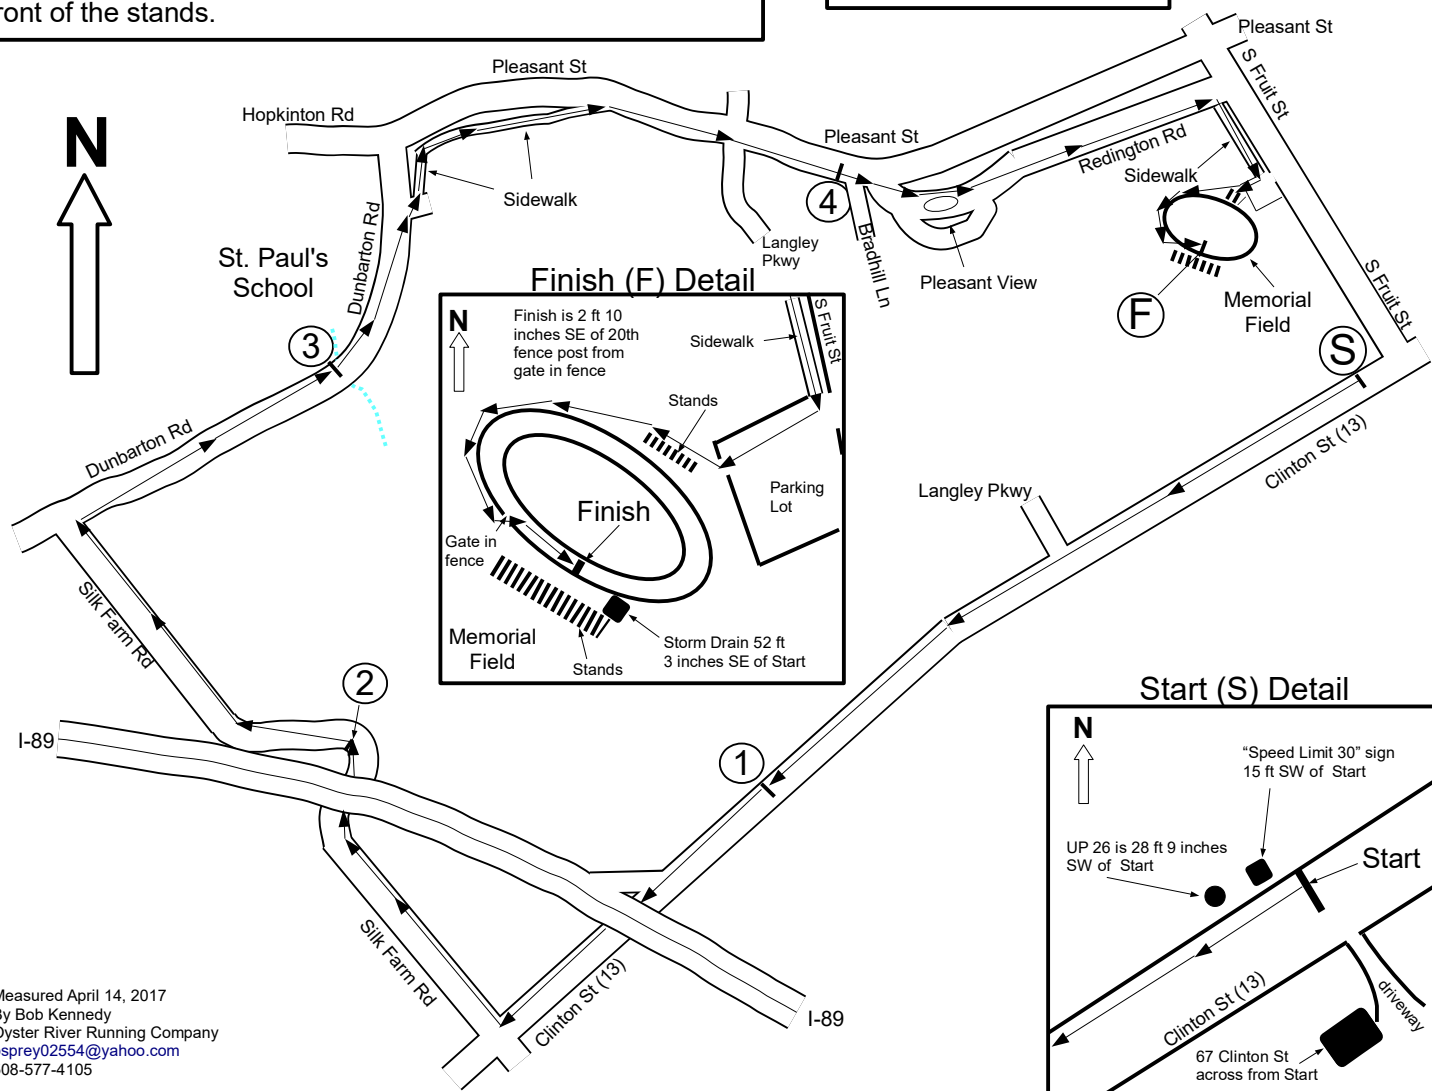 ront of the stands.
Pleasant St
Pleasant St
S Fruit St
Hopkinton Rd
N
Pleasant St
Redington Rd
Sidewalk
Sidewalk
4
Dunbarton Rd
St. Paul's
School
Langley
Pkwy
Bradhill Ln
Pleasant View
F
Memorial
Field
S Fruit St
S
3
Finish (F) Detail
N
Finish is 2 ft 10
inches SE of 20th
fence post from
gate in fence
Sidewalk
S Fruit St
Stands
Parking
Lot
Finish
Gate in
fence
Memorial
Field
Stands
Storm Drain 52 ft
3 inches SE of Start
Dunbarton Rd
Langley Pkwy
Clinton St (13)
Silk Farm Rd
2
I-89
1
Silk Farm Rd
Clinton St (13)
I-89
Start (S) Detail
N
“Speed Limit 30” sign
15 ft SW of  Start
UP 26 is 28 ft 9 inches
SW of  Start
Start
Clinton St (13)
driveway
67 Clinton St
across from Start
Measured April 14, 2017
By Bob Kennedy
Oyster River Running Company
osprey02554@yahoo.com
508-577-4105